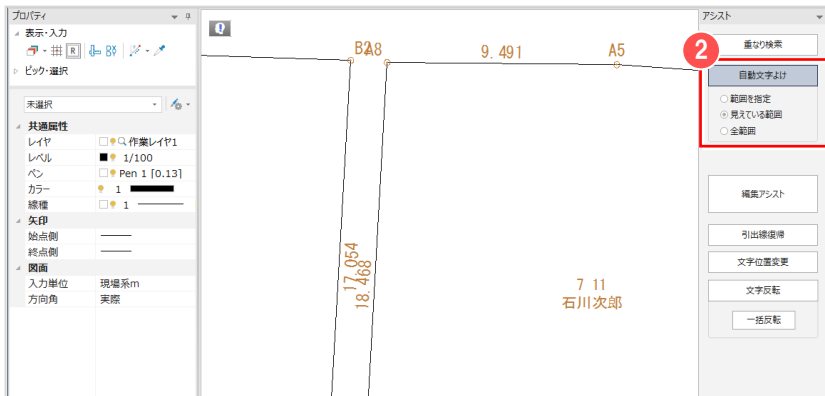 プロパティ
表示・入力
R
ピック・選択
未選択
共通属性
レイヤ 作業レイヤ1
レベル 1/100
ペン Pen 1 [0.13]
カラー 1
線種 1
矢印
始点側
終点側
図面
入力単位 現場系m
方向角 実際
A8
9.491
A5
17.054
18.468
7 11
石川次郎
アシスト
2
重なり検索
自動文字よけ
範囲を指定
見えている範囲
全範囲
編集アシスト
引出線復帰
文字位置変更
文字反転
一括反転